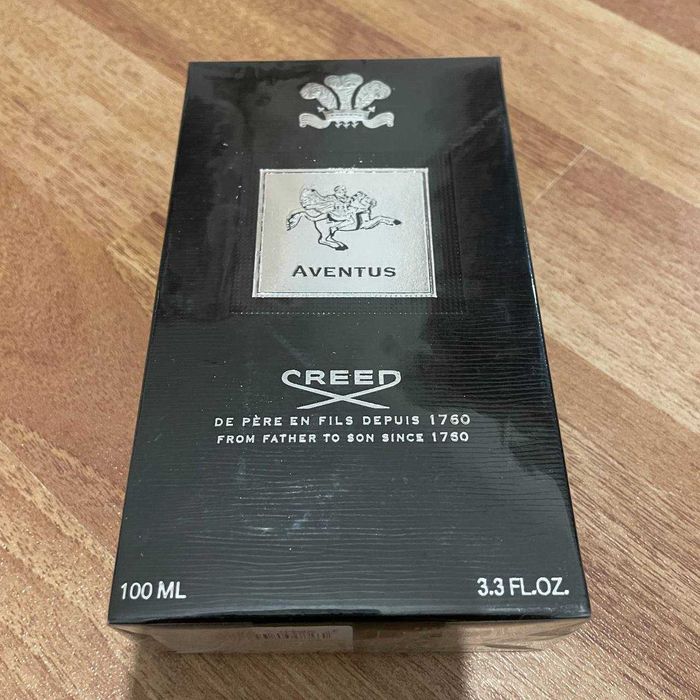 AVENTUS
CREED
DE PÈRE EN FILS DEPUIS 1760
FROM FATHER TO SON SINCE 1760
100 ML
3.3 FL.OZ.